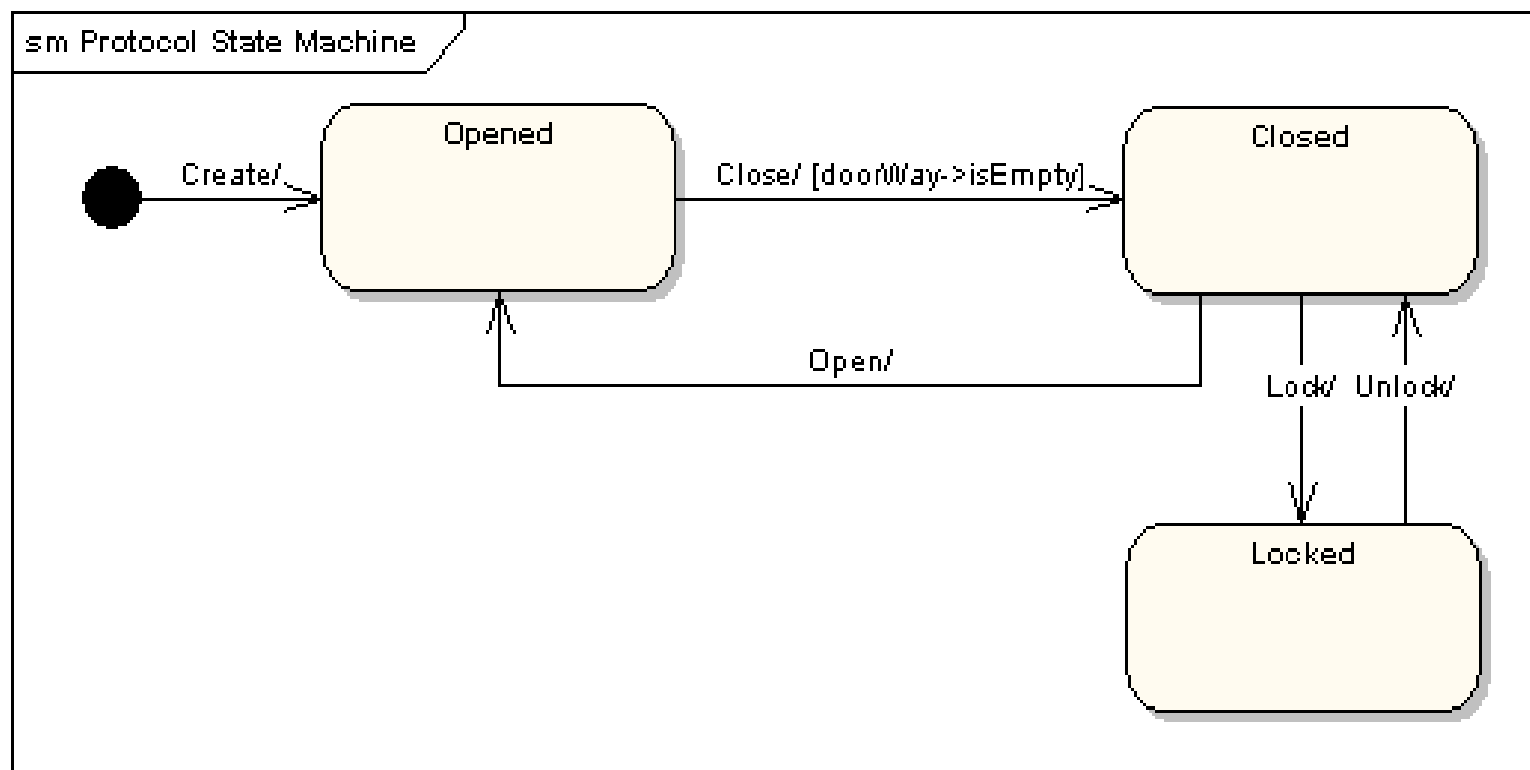 sm Protocol State Machine
Opened
Closed
Create/
Close/ [doorWay->isEmpty]
Open/
Lock/
Unlock/
Locked